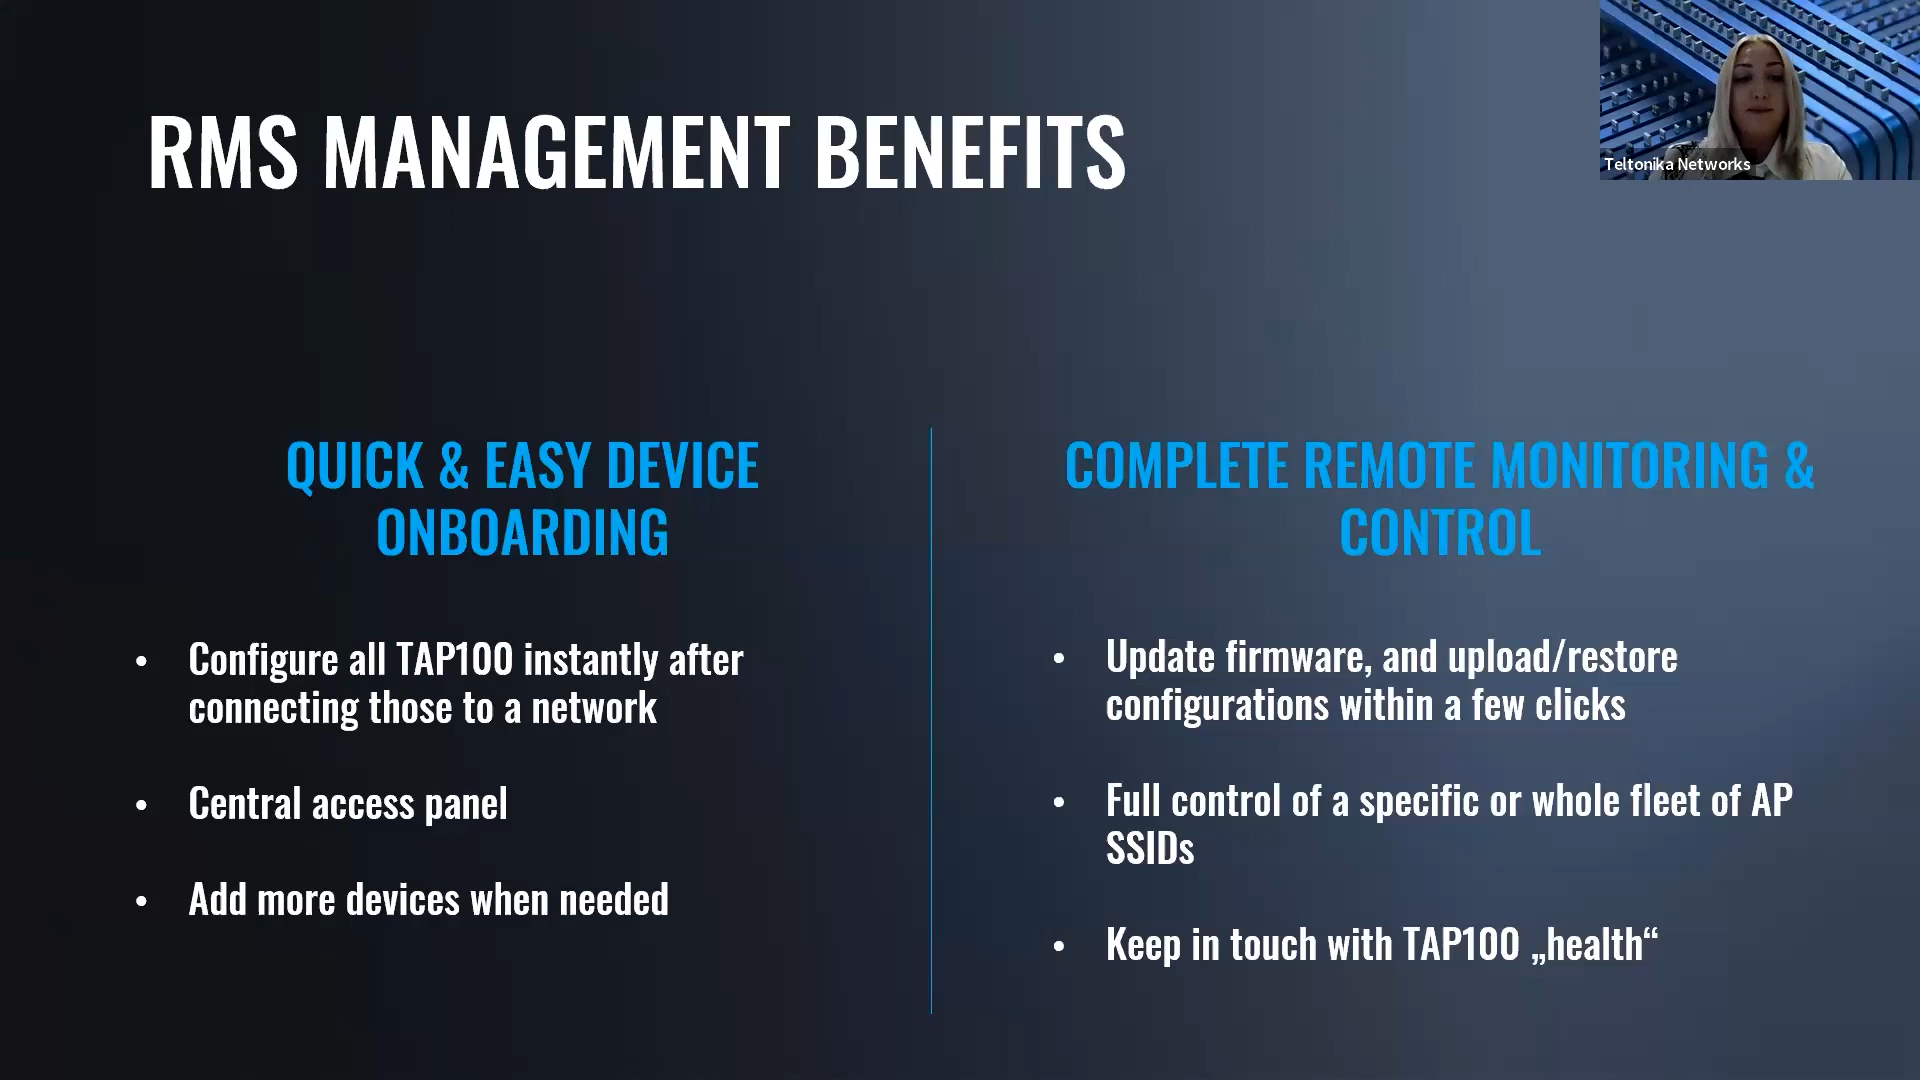 RMS MANAGEMENT BENEFITS
Teltonika Networks
QUICK & EASY DEVICE
ONBOARDING
• Configure all TAP100 instantly after
connecting those to a network
• Central access panel
• Add more devices when needed
COMPLETE REMOTE MONITORING &
CONTROL
• Update firmware, and upload/restore
configurations within a few clicks
• Full control of a specific or whole fleet of AP
SSIDs
• Keep in touch with TAP100 „health“